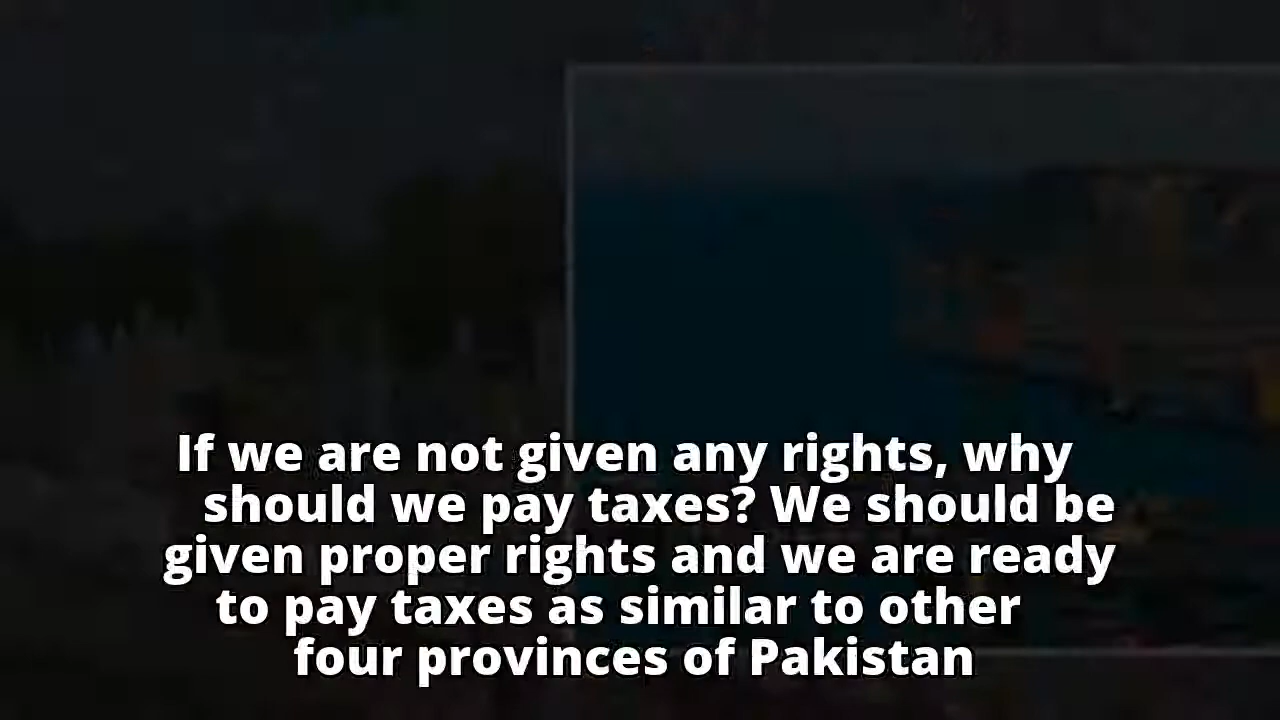 If we are not given any rights, why
should we pay taxes? We should be
given proper rights and we are ready
to pay taxes as similar to other
four provinces of Pakistan